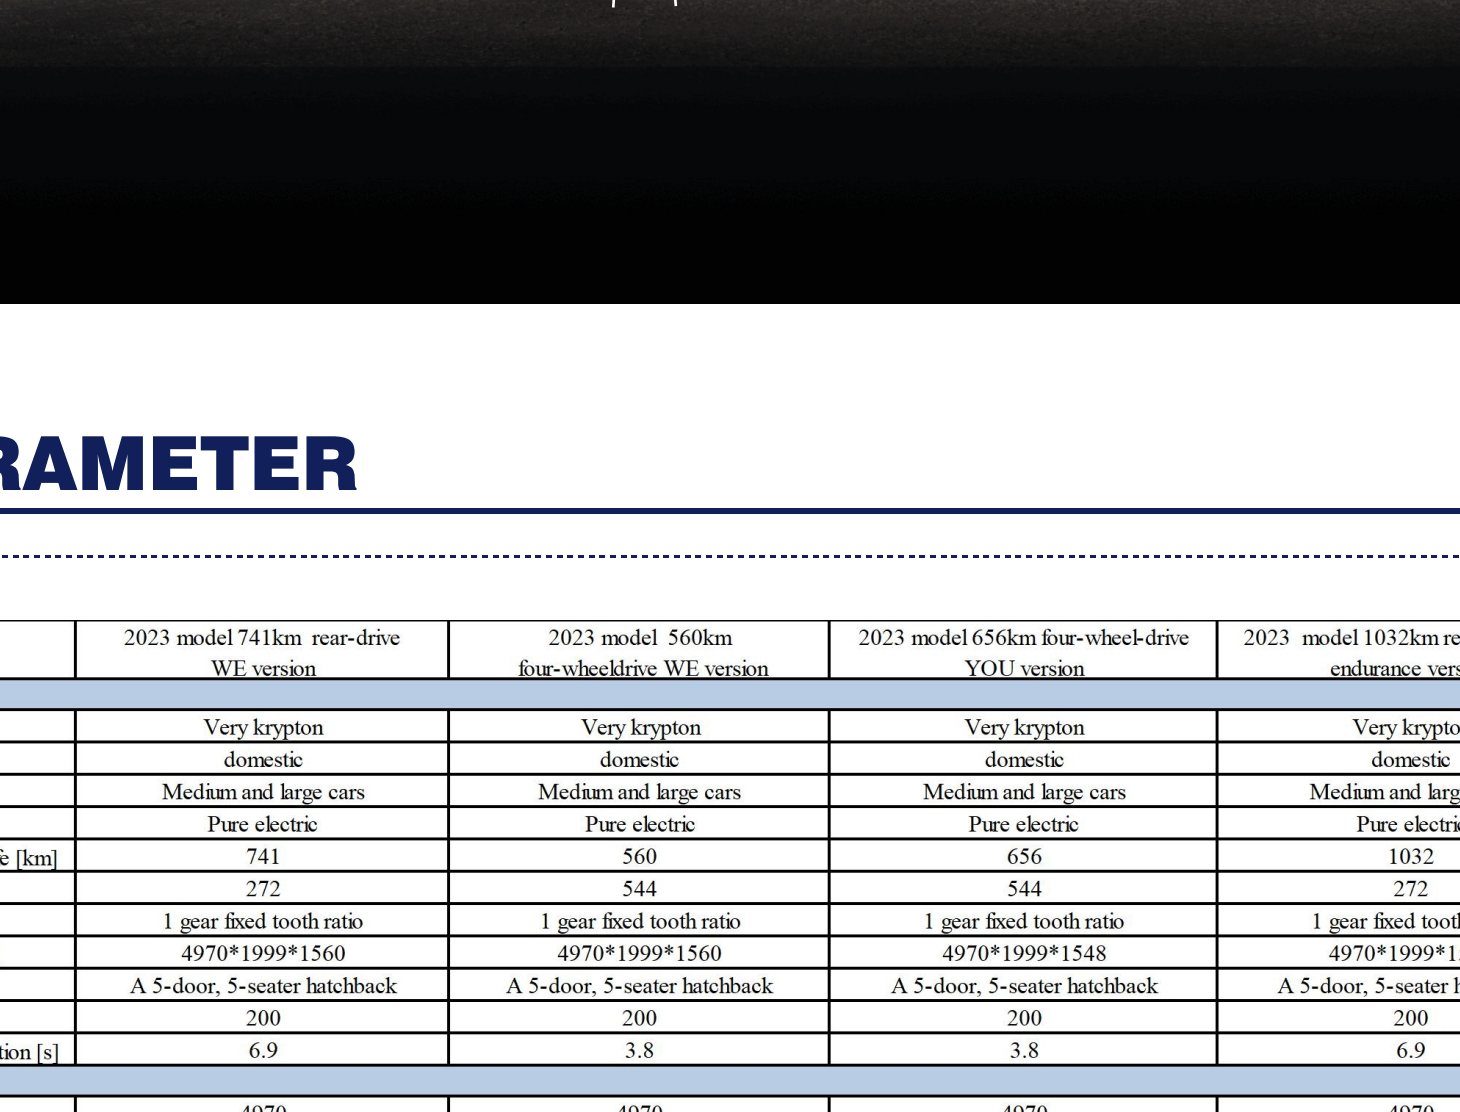 RAMETER
2023 model 741km rear-drive WE version
2023 model 560km four-wheeldrive WE version
2023 model 656km four-wheel-drive YOU version
2023 model 1032km re
endurance vers
Very krypton Very krypton Very krypton Very krypto
domestic domestic domestic domestic
Medium and large cars Medium and large cars Medium and large cars Medium and larg
Pure electric Pure electric Pure electric Pure electri
e [km] 741 560 656 1032
272 544 544 272
1 gear fixed tooth ratio 1 gear fixed tooth ratio 1 gear fixed tooth ratio 1 gear fixed toot
4970*1999*1560 4970*1999*1560 4970*1999*1548 4970*1999*1
A 5-door, 5-seater hatchback A 5-door, 5-seater hatchback A 5-door, 5-seater hatchback A 5-door, 5-seater
200 200 200 200
tion [s] 6.9 3.8 3.8 6.9
4970 4970 4970 4970